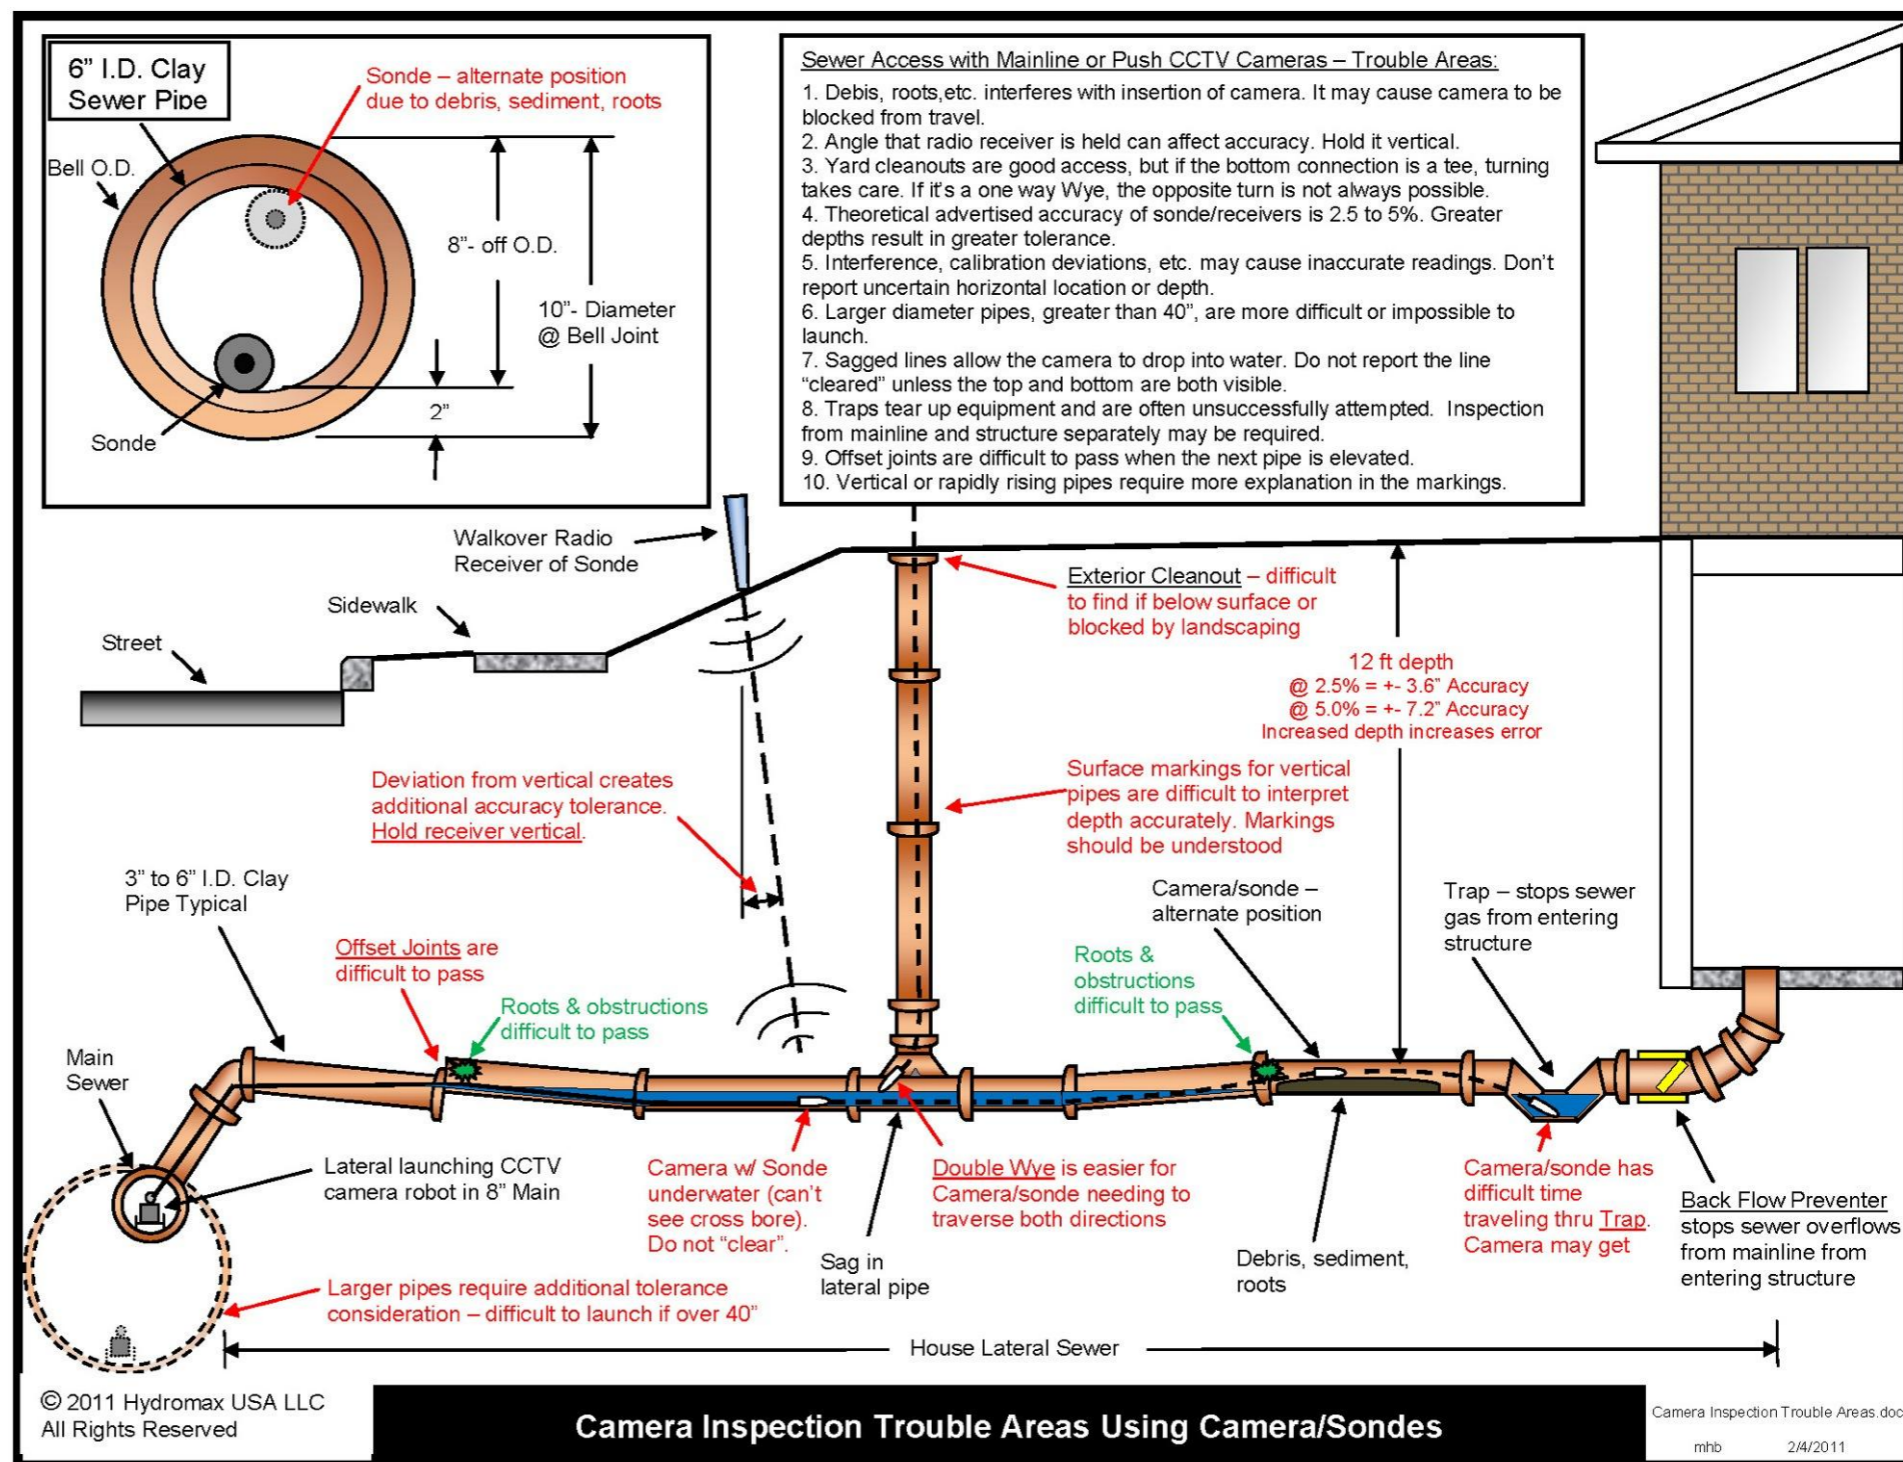 6" I.D. Clay
Sewer Pipe
Sonde – alternate position
due to debris, sediment, roots
Bell O.D.
8"- off O.D.
10"- Diameter
@ Bell Joint
2"
Sonde
Sewer Access with Mainline or Push CCTV Cameras – Trouble Areas:
1. Debis, roots,etc. interferes with insertion of camera. It may cause camera to be
blocked from travel.
2. Angle that radio receiver is held can affect accuracy. Hold it vertical.
3. Yard cleanouts are good access, but if the bottom connection is a tee, turning
takes care. If it's a one way Wye, the opposite turn is not always possible.
4. Theoretical advertised accuracy of sonde/receivers is 2.5 to 5%. Greater
depths result in greater tolerance.
5. Interference, calibration deviations, etc. may cause inaccurate readings. Don't
report uncertain horizontal location or depth.
6. Larger diameter pipes, greater than 40", are more difficult or impossible to
launch.
7. Sagged lines allow the camera to drop into water. Do not report the line
"cleared" unless the top and bottom are both visible.
8. Traps tear up equipment and are often unsuccessfully attempted. Inspection
from mainline and structure separately may be required.
9. Offset joints are difficult to pass when the next pipe is elevated.
10. Vertical or rapidly rising pipes require more explanation in the markings.
Walkover Radio
Receiver of Sonde
Sidewalk
Street
Exterior Cleanout – difficult
to find if below surface or
blocked by landscaping
12 ft depth
@ 2.5% = +- 3.6" Accuracy
@ 5.0% = +- 7.2" Accuracy
Increased depth increases error
Deviation from vertical creates
additional accuracy tolerance.
Hold receiver vertical.
Surface markings for vertical
pipes are difficult to interpret
depth accurately. Markings
should be understood
3" to 6" I.D. Clay
Pipe Typical
Camera/sonde –
alternate position
Trap – stops sewer
gas from entering
structure
Offset Joints are
difficult to pass
Roots & obstructions
difficult to pass
Roots &
obstructions
difficult to pass
Main
Sewer
Lateral launching CCTV
camera robot in 8" Main
Camera w/ Sonde
underwater (can't
see cross bore).
Do not "clear".
Sag in
lateral pipe
Double Wye is easier for
Camera/sonde needing to
traverse both directions
Debris, sediment,
roots
Camera/sonde has
difficult time
traveling thru Trap.
Camera may get
Back Flow Preventer
stops sewer overflows
from mainline from
entering structure
Larger pipes require additional tolerance
consideration – difficult to launch if over 40"
House Lateral Sewer
© 2011 Hydromax USA LLC
All Rights Reserved
Camera Inspection Trouble Areas Using Camera/Sondes
Camera Inspection Trouble Areas.doc
mhb 2/4/2011